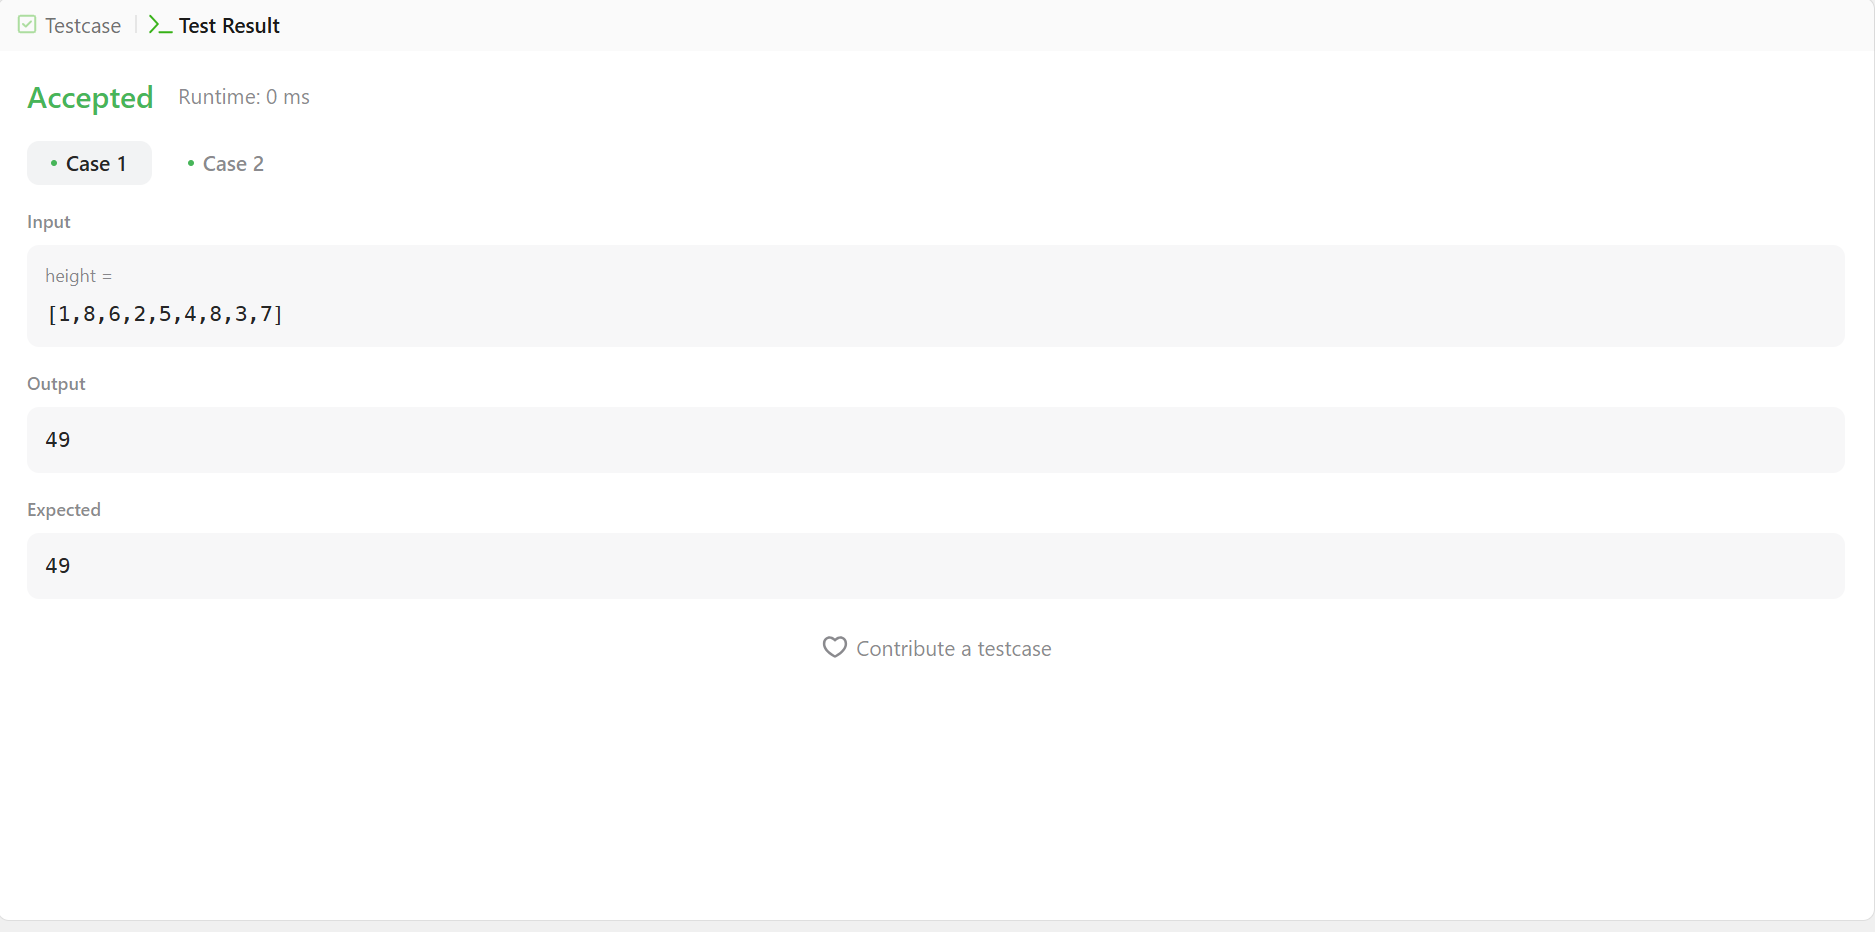 Testcase
Test Result
Accepted Runtime: 0 ms
Case 1 Case 2
Input
height =
[1,8,6,2,5,4,8,3,7]
Output
49
Expected
49
Contribute a testcase